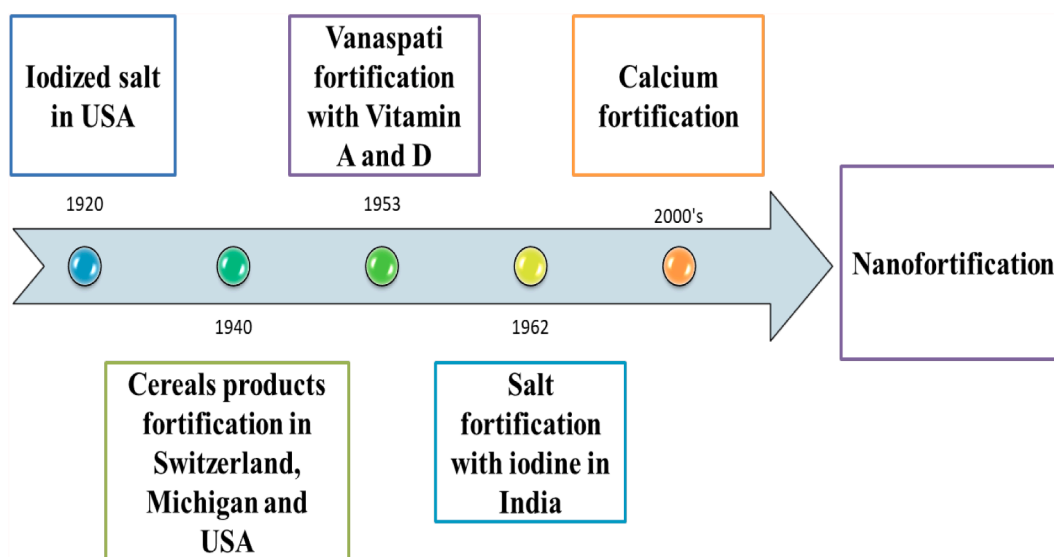 Iodized salt
in USA
1920
Cereals products
fortification in
Switzerland,
Michigan and
USA
1940
Vanaspati
fortification
with Vitamin
A and D
1953
Salt
fortification
with iodine in
India
1962
Calcium
fortification
2000's
Nanofortification